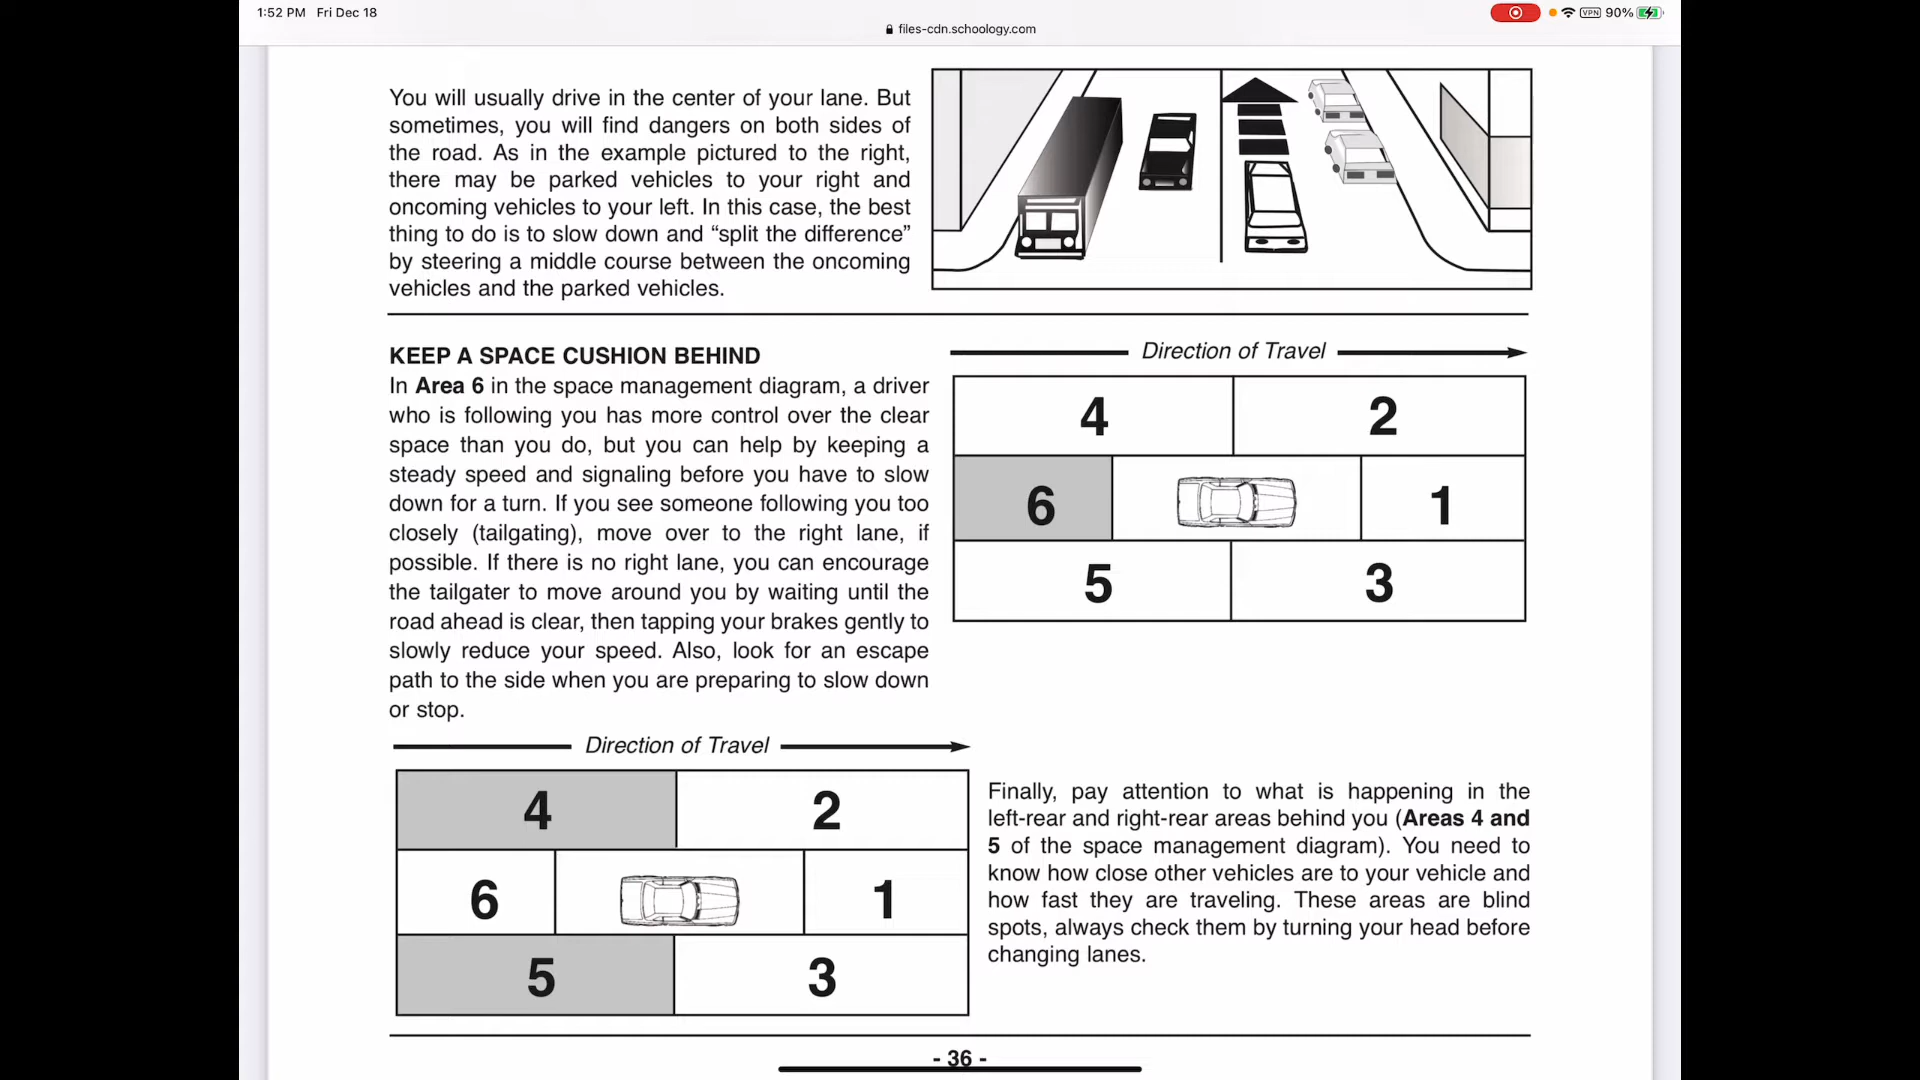 1:52 PM Fri Dec 18
VPN 90%
files-cdn.schoology.com
You will usually drive in the center of your lane. But
sometimes, you will find dangers on both sides of
the road. As in the example pictured to the right,
there may be parked vehicles to your right and
oncoming vehicles to your left. In this case, the best
thing to do is to slow down and “split the difference”
by steering a middle course between the oncoming
vehicles and the parked vehicles.
KEEP A SPACE CUSHION BEHIND
In Area 6 in the space management diagram, a driver
who is following you has more control over the clear
space than you do, but you can help by keeping a
steady speed and signaling before you have to slow
down for a turn. If you see someone following you too
closely (tailgating), move over to the right lane, if
possible. If there is no right lane, you can encourage
the tailgater to move around you by waiting until the
road ahead is clear, then tapping your brakes gently to
slowly reduce your speed. Also, look for an escape
path to the side when you are preparing to slow down
or stop.
Direction of Travel
4 2
6 1
5 3
Direction of Travel
4 2
6 1
5 3
Finally, pay attention to what is happening in the
left-rear and right-rear areas behind you (Areas 4 and
5 of the space management diagram). You need to
know how close other vehicles are to your vehicle and
how fast they are traveling. These areas are blind
spots, always check them by turning your head before
changing lanes.
- 36 -